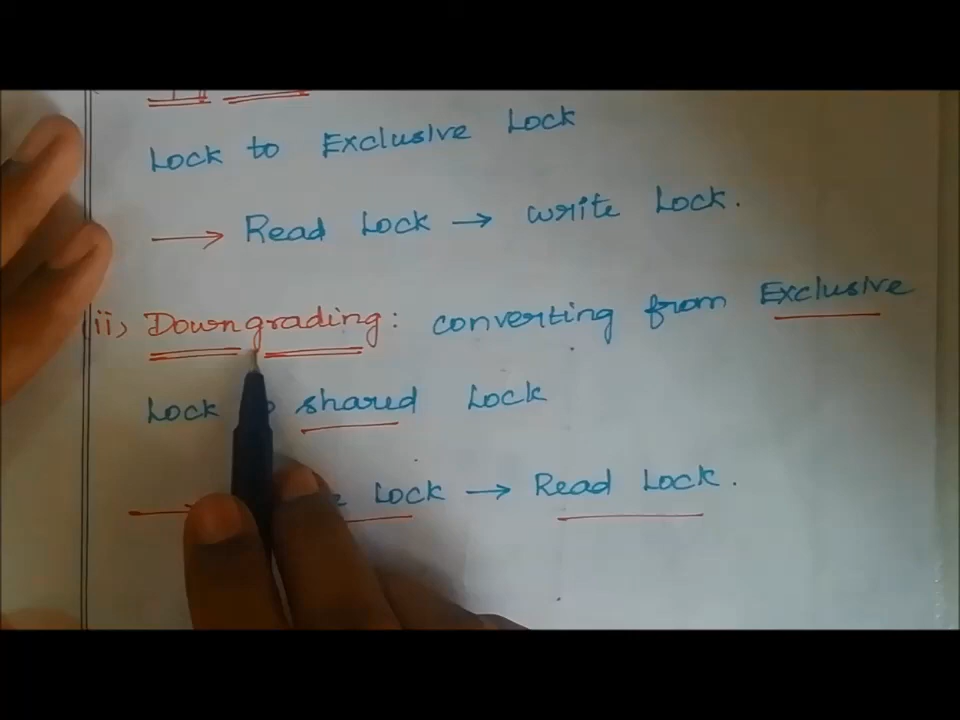 Lock to Exclusive Lock
→ Read Lock → write Lock.
ii, Downgrading: converting from Exclusive
Lock shared Lock
Lock → Read Lock.